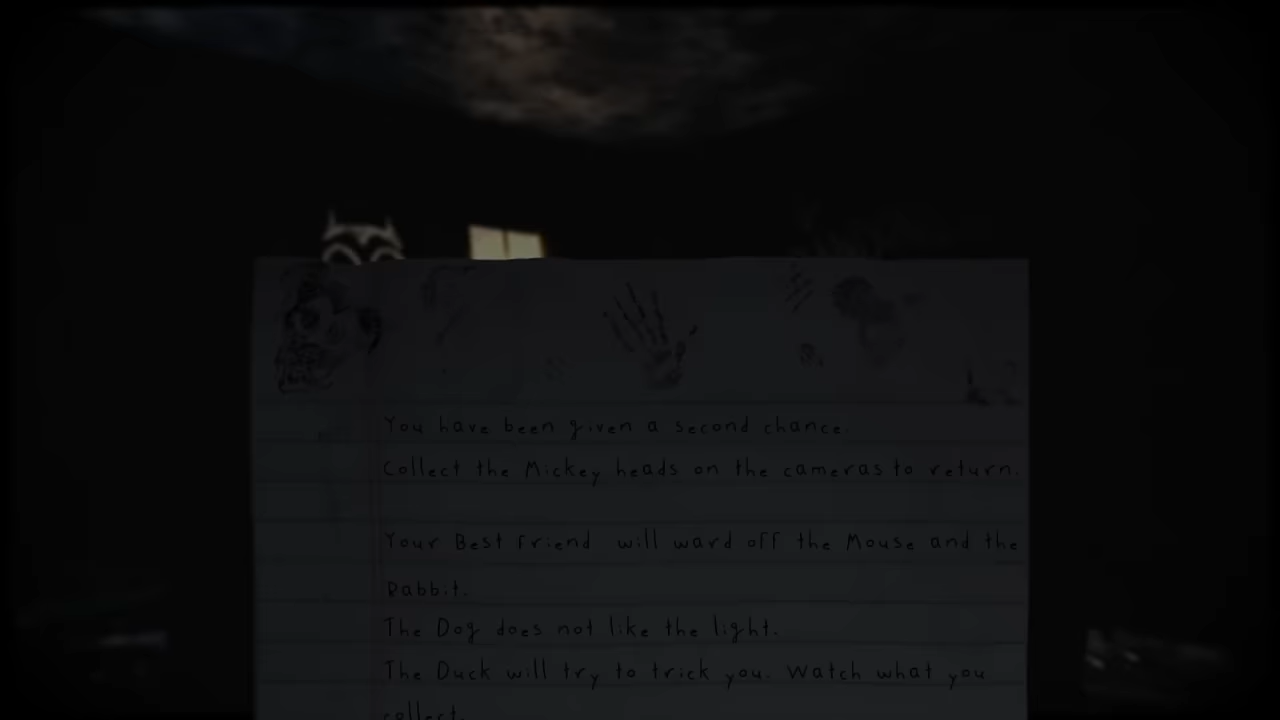 You have been given a second chance.
Collect the Mickey heads on the cameras to return.
Your Best Friend will ward off the Mouse and the
Rabbit.
The Dog does not like the light.
The Duck will try to trick you. Watch what you
collect.